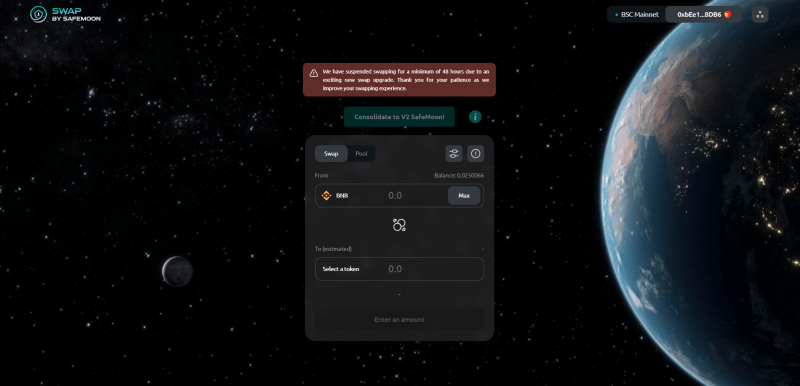 SWAP
BY SAFEMOON
BSC Mainnet
0xbEe1...8DB6
We have suspended swapping for a minimum of 48 hours due to an
exciting new swap upgrade. Thank you for your patience as we
improve your swapping experience.
Consolidate to V2 SafeMoon!
i
Swap
Pool
From
Balance: 0.0250066
BNB
0.0
Max
To (estimated)
-
Select a token
0.0
-
Enter an amount